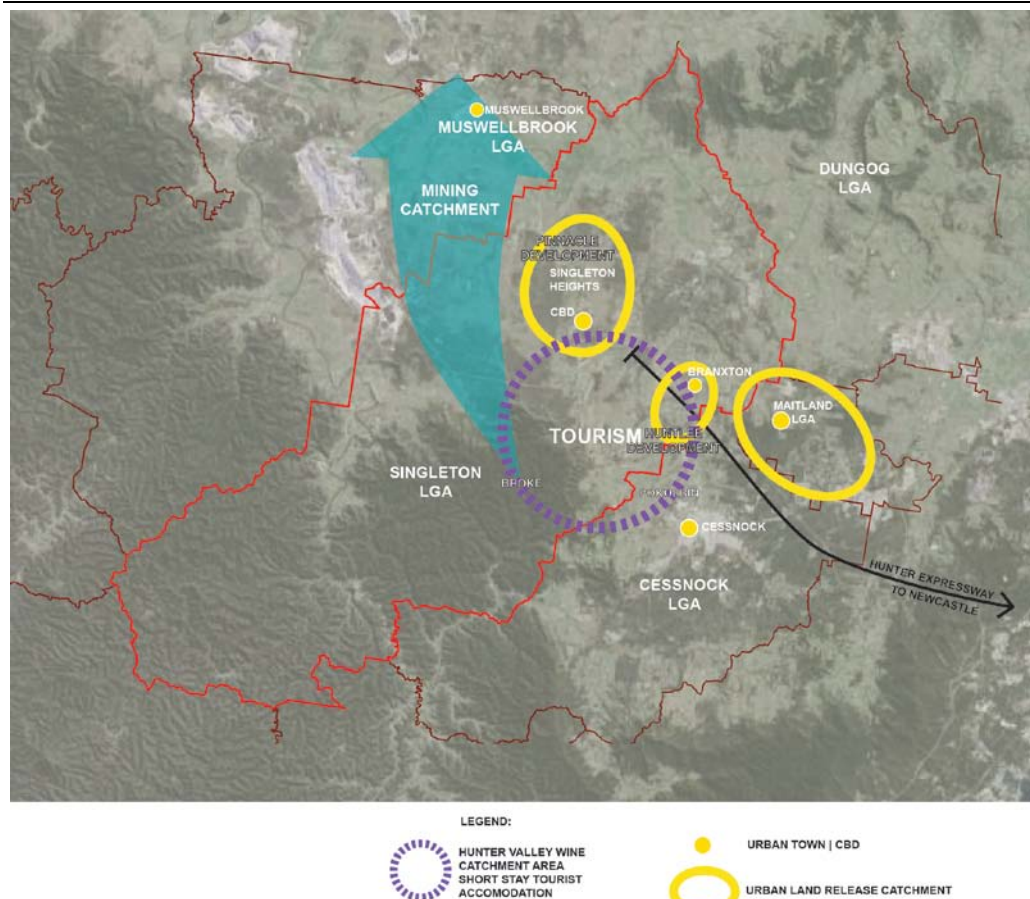 MUSWELLBROOK
MUSWELLBROOK
LGA
DUNGOG
LGA
MINING
CATCHMENT
PINNACLE
DEVELOPMENT
SINGLETON
HEIGHTS
CBD
BRANXTON
MAITLAND
LGA
TOURISM
HUNTLEE
DEVELOPMENT
SINGLETON
LGA
BROKE
POKOLBIN
CESSNOCK
CESSNOCK
LGA
HUNTER EXPRESSWAY
TO NEWCASTLE
LEGEND:
HUNTER VALLEY WINE
CATCHMENT AREA
SHORT STAY TOURIST
ACCOMODATION
URBAN TOWN | CBD
URBAN LAND RELEASE CATCHMENT